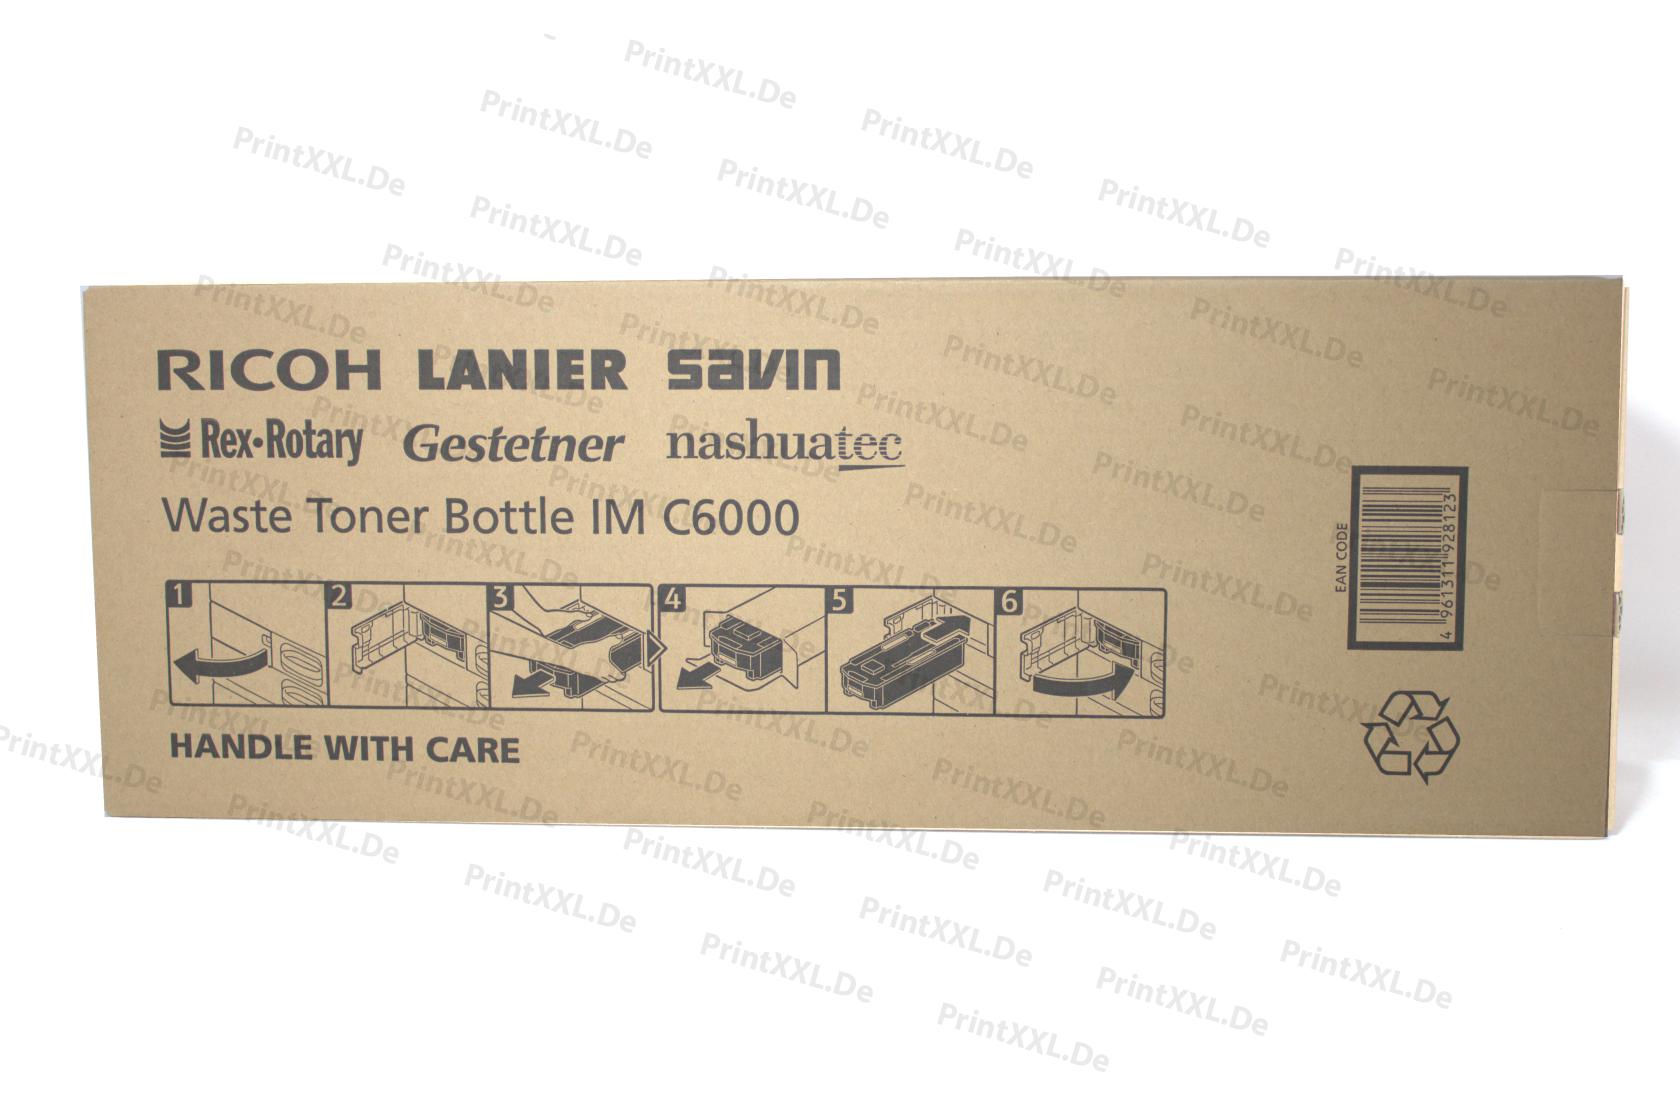 RICOH LANIER savin
Rex•Rotary Gestetner nashuatec
Waste Toner Bottle IM C6000
1 2 3 4 5 6
HANDLE WITH CARE
EAN CODE
4 961311 928123
PrintXXL.De